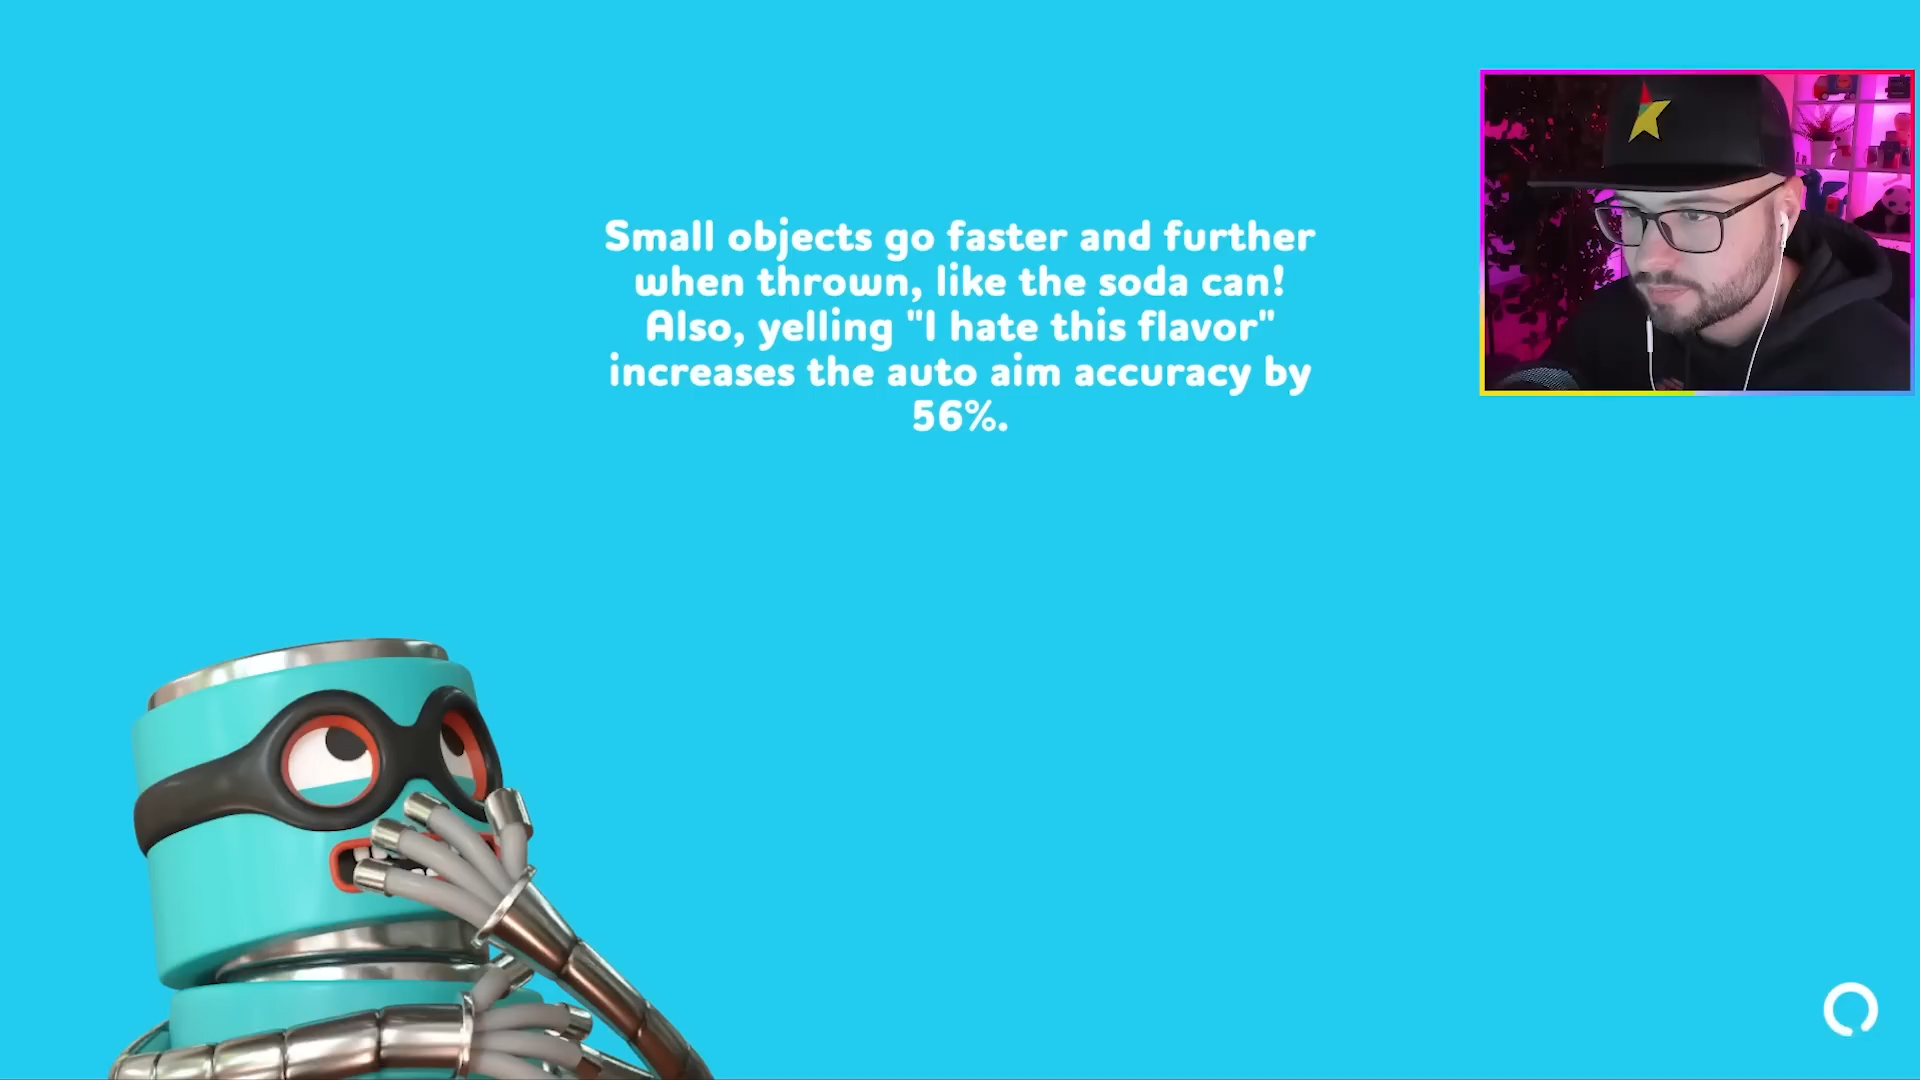 Small objects go faster and further
when thrown, like the soda can!
Also, yelling "I hate this flavor"
increases the auto aim accuracy by
56%.